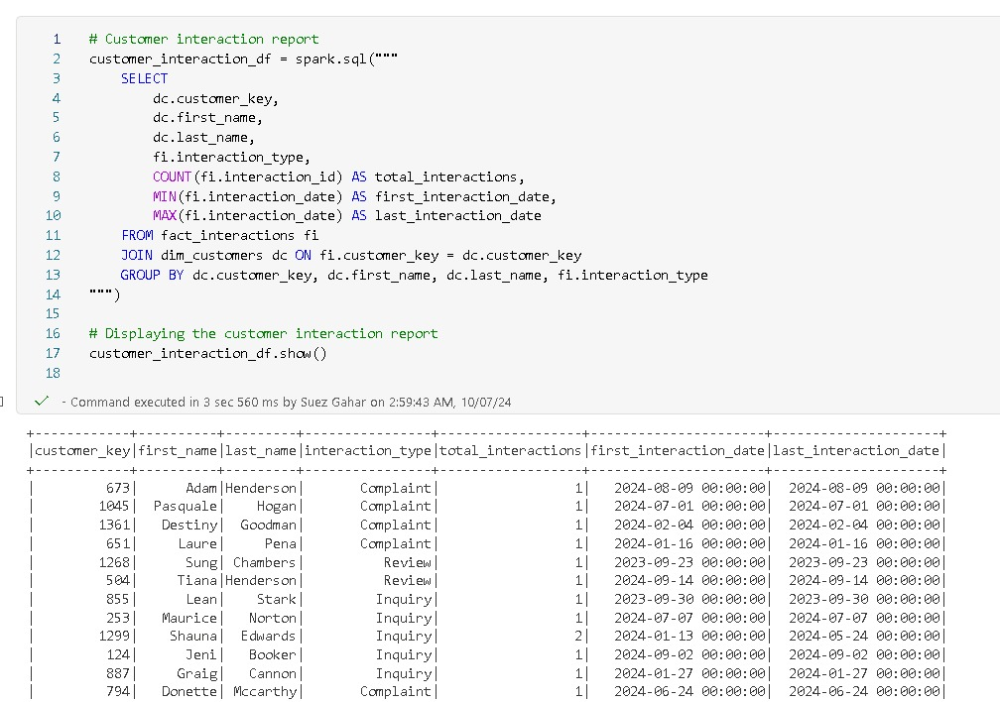 1 # Customer interaction report
2 customer_interaction_df = spark.sql("""
3 SELECT
4 dc.customer_key,
5 dc.first_name,
6 dc.last_name,
7 fi.interaction_type,
8 COUNT(fi.interaction_id) AS total_interactions,
9 MIN(fi.interaction_date) AS first_interaction_date,
10 MAX(fi.interaction_date) AS last_interaction_date
11 FROM fact_interactions fi
12 JOIN dim_customers dc ON fi.customer_key = dc.customer_key
13 GROUP BY dc.customer_key, dc.first_name, dc.last_name, fi.interaction_type
14 """)
15
16 # Displaying the customer interaction report
17 customer_interaction_df.show()
18
- Command executed in 3 sec 560 ms by Suez Gahar on 2:59:43 AM, 10/07/24
+------------+----------+---------+----------------+------------------+----------------------+---------------------+
|customer_key|first_name|last_name|interaction_type|total_interactions|first_interaction_date|last_interaction_date|
+------------+----------+---------+----------------+------------------+----------------------+---------------------+
| 673| Adam|Henderson| Complaint| 1| 2024-08-09 00:00:00| 2024-08-09 00:00:00|
| 1045| Pasquale| Hogan| Complaint| 1| 2024-07-01 00:00:00| 2024-07-01 00:00:00|
| 1361| Destiny| Goodman| Complaint| 1| 2024-02-04 00:00:00| 2024-02-04 00:00:00|
| 651| Laure| Pena| Complaint| 1| 2024-01-16 00:00:00| 2024-01-16 00:00:00|
| 1268| Sung| Chambers| Review| 1| 2023-09-23 00:00:00| 2023-09-23 00:00:00|
| 504| Tiana|Henderson| Review| 1| 2024-09-14 00:00:00| 2024-09-14 00:00:00|
| 855| Lean| Stark| Inquiry| 1| 2023-09-30 00:00:00| 2023-09-30 00:00:00|
| 253| Maurice| Norton| Inquiry| 1| 2024-07-07 00:00:00| 2024-07-07 00:00:00|
| 1299| Shauna| Edwards| Inquiry| 2| 2024-01-13 00:00:00| 2024-05-24 00:00:00|
| 124| Jeni| Booker| Inquiry| 1| 2024-09-02 00:00:00| 2024-09-02 00:00:00|
| 887| Graig| Cannon| Inquiry| 1| 2024-01-27 00:00:00| 2024-01-27 00:00:00|
| 794| Donette| Mccarthy| Complaint| 1| 2024-06-24 00:00:00| 2024-06-24 00:00:00|